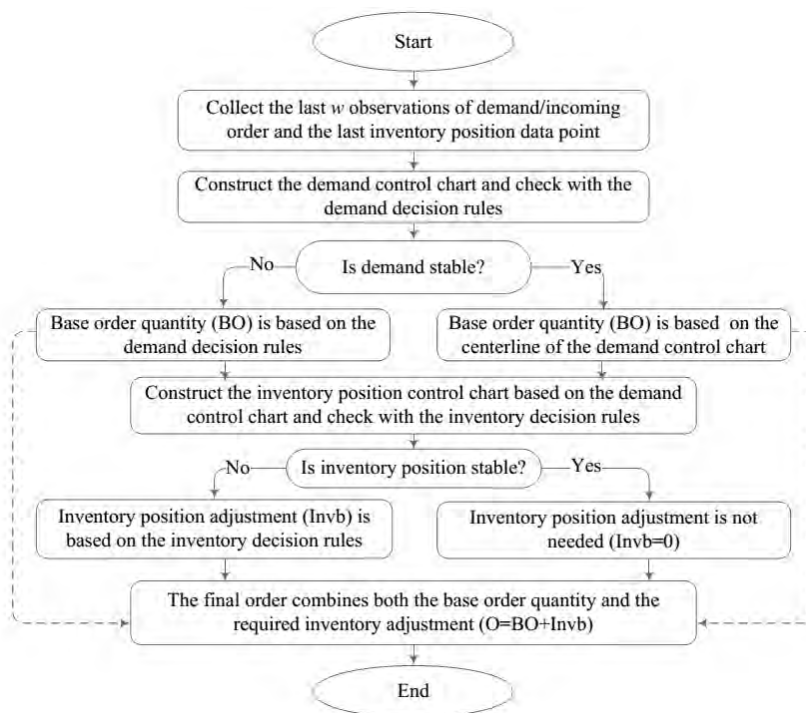 Start
Collect the last w observations of demand/incoming
order and the last inventory position data point
Construct the demand control chart and check with the
demand decision rules
Is demand stable?
No
Yes
Base order quantity (BO) is based on the
demand decision rules
Base order quantity (BO) is based on the
centerline of the demand control chart
Construct the inventory position control chart based on the demand
control chart and check with the inventory decision rules
Is inventory position stable?
No
Yes
Inventory position adjustment (Invb) is
based on the inventory decision rules
Inventory position adjustment is not
needed (Invb=0)
The final order combines both the base order quantity and the
required inventory adjustment (O=BO+Invb)
End